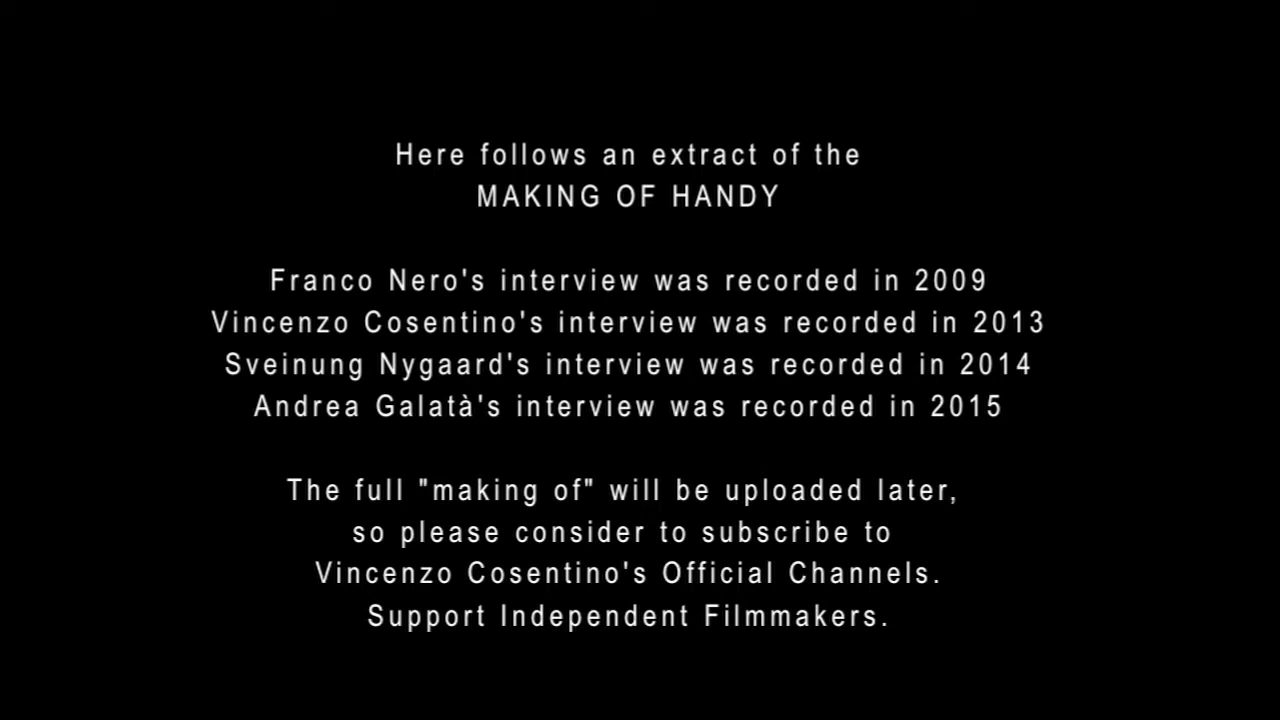 Here follows an extract of the
MAKING OF HANDY
Franco Nero's interview was recorded in 2009
Vincenzo Cosentino's interview was recorded in 2013
Sveinung Nygaard's interview was recorded in 2014
Andrea Galatà's interview was recorded in 2015
The full "making of" will be uploaded later,
so please consider to subscribe to
Vincenzo Cosentino's Official Channels.
Support Independent Filmmakers.